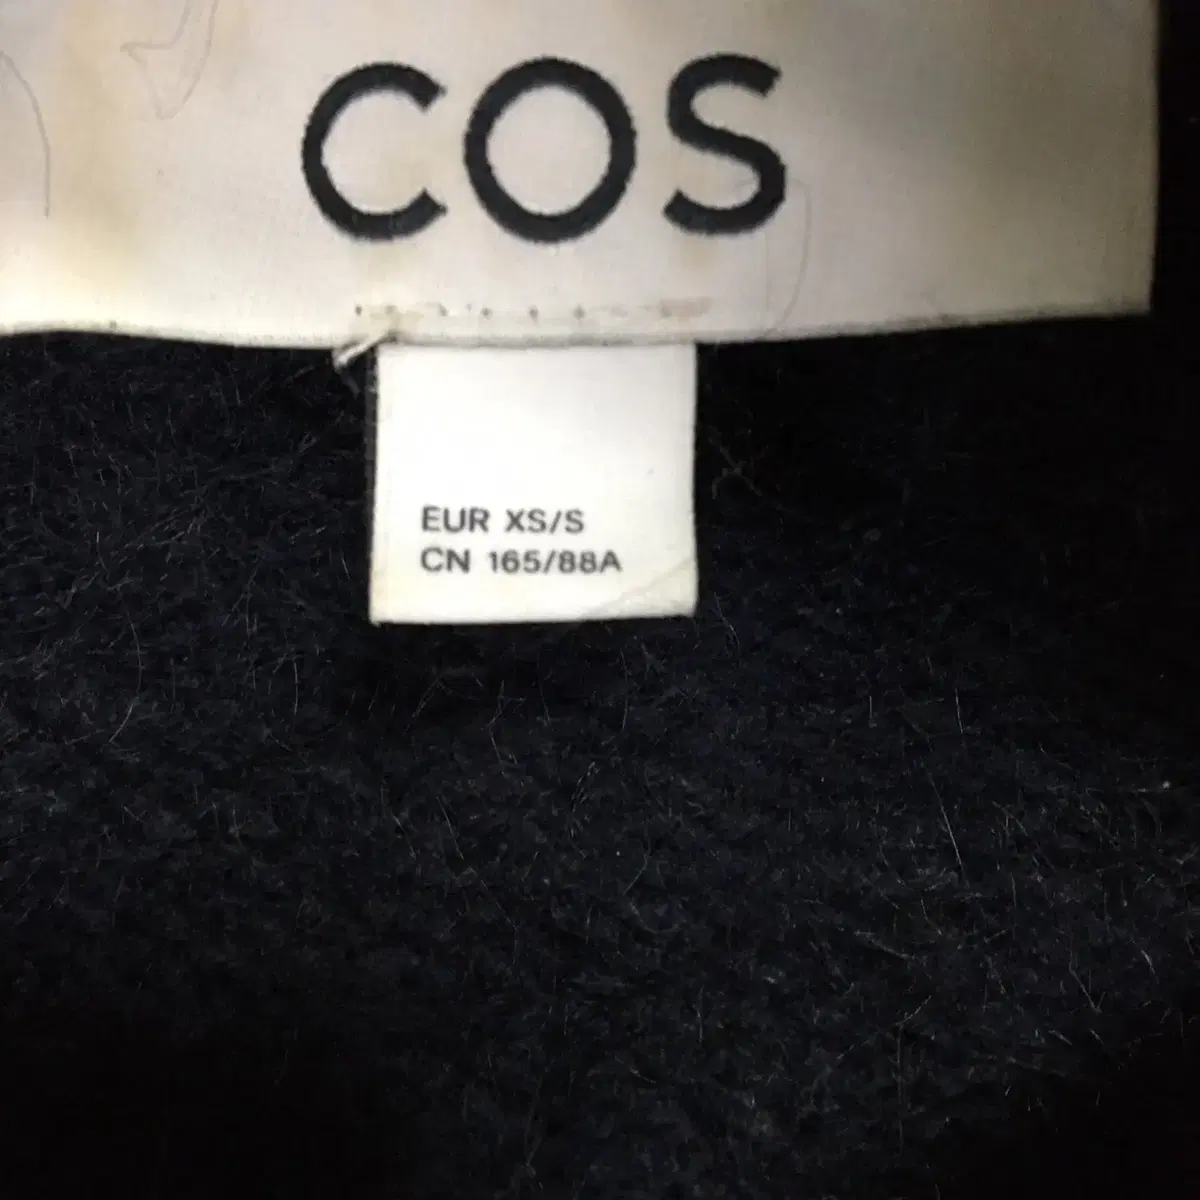 COS
EUR XS/S
CN 165/88A